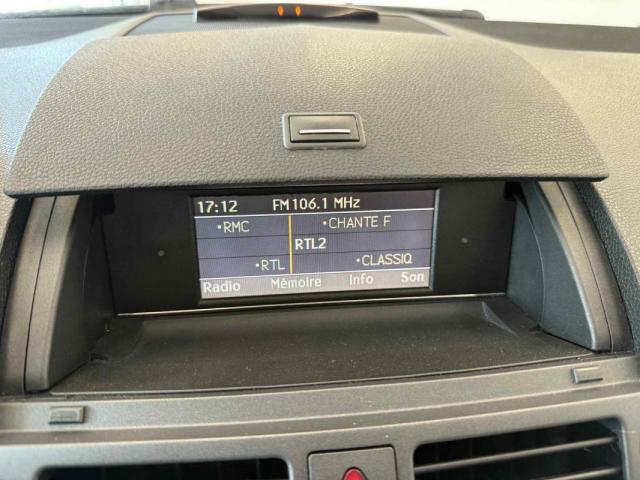 17:12 FM 106.1 MHz
•RMC •CHANTE F
RTL2
•RTL •CLASSIQ
Radio Mémoire Info Son